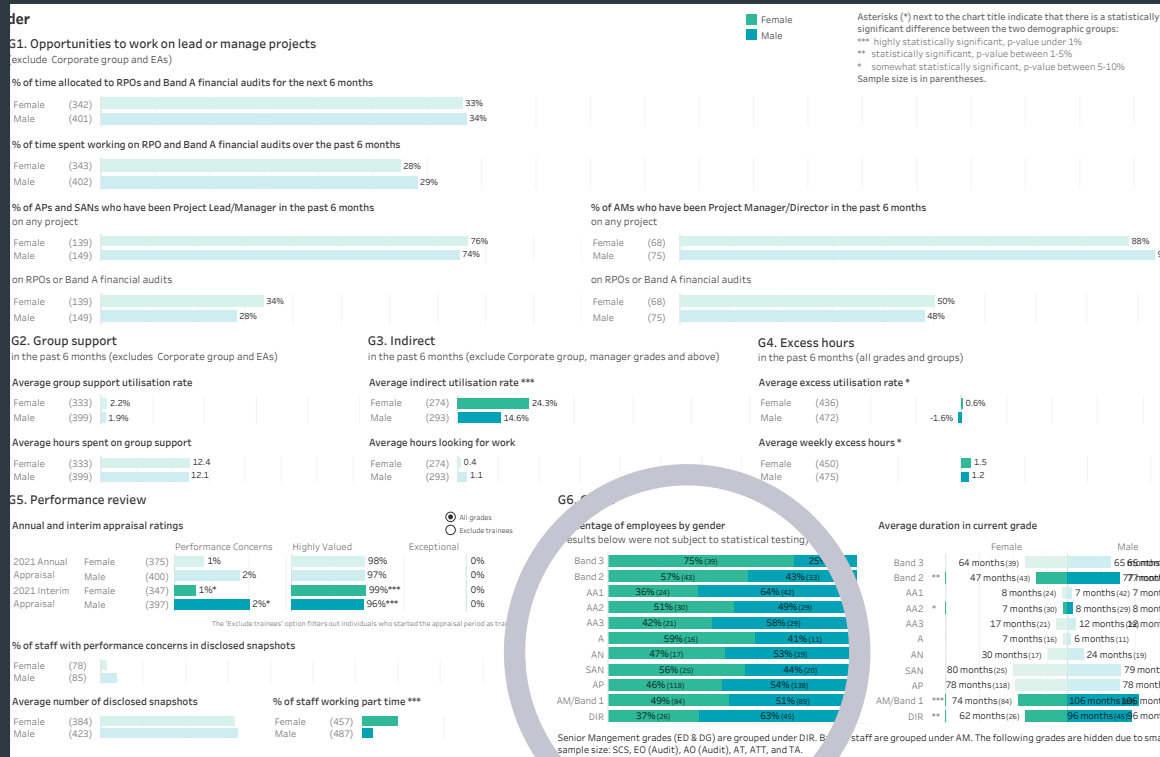 der
Female
Male
Asterisks (*) next to the chart title indicate that there is a statistically
significant difference between the two demographic groups:
*** highly statistically significant, p-value under 1%
** statistically significant, p-value between 1-5%
* somewhat statistically significant, p-value between 5-10%
Sample size is in parentheses.
G1. Opportunities to work on lead or manage projects
(exclude Corporate group and EAs)
% of time allocated to RPOs and Band A financial audits for the next 6 months
Female (342) 33%
Male (401) 34%
% of time spent working on RPO and Band A financial audits over the past 6 months
Female (343) 28%
Male (402) 29%
% of APs and SANs who have been Project Lead/Manager in the past 6 months
on any project
Female (139) 76%
Male (149) 74%
on RPOs or Band A financial audits
Female (139) 34%
Male (149) 28%
% of AMs who have been Project Manager/Director in the past 6 months
on any project
Female (68) 88%
Male (75)
on RPOs or Band A financial audits
Female (68) 50%
Male (75) 48%
G2. Group support
in the past 6 months (excludes Corporate group and EAs)
Average group support utilisation rate
Female (333) 2.2%
Male (399) 1.9%
Average hours spent on group support
Female (333) 12.4
Male (399) 12.1
G3. Indirect
in the past 6 months (exclude Corporate group, manager grades and above)
Average indirect utilisation rate ***
Female (274) 24.3%
Male (293) 14.6%
Average hours looking for work
Female (274) 0.4
Male (293) 1.1
G4. Excess hours
in the past 6 months (all grades and groups)
Average excess utilisation rate *
Female (436) 0.6%
Male (472) -1.6%
Average weekly excess hours *
Female (450) 1.5
Male (475) 1.2
G5. Performance review
Annual and interim appraisal ratings
All grades
Exclude trainees
Performance Concerns Highly Valued Exceptional
2021 Annual Female (375) 1% 98% 0%
Appraisal Male (400) 2% 97% 0%
2021 Interim Female (367) 1%* 99%*** 0%
Appraisal Male (397) 2%* 96%*** 0%
The 'Exclude trainees' option filters out individuals who started the appraisal period as tra
% of staff with performance concerns in disclosed snapshots
Female (78)
Male (85)
Average number of disclosed snapshots
Female (384)
Male (423)
% of staff working part time ***
Female (457)
Male (487)
G6.
entage of employees by gender
esults below were not subject to statistical testing)
Band 3 75% (39) 25%
Band 2 57% (43) 43% (33)
AA1 36% (24) 64% (42)
AA2 51% (30) 49% (29)
AA3 42% (21) 58% (29)
A 59% (16) 41% (11)
AN 47% (17) 53% (19)
SAN 56% (25) 44% (20)
AP 46% (118) 54% (138)
AM/Band 1 49% (84) 51% (89)
DIR 37% (26) 63% (45)
Average duration in current grade
Female Male
Band 3 64 months (39) 65
Band 2 ** 47 months (43)
AA1 8 months (24) 7 months (42)
AA2 * 7 months (30) 8 months (29)
AA3 17 months (21) 12 months
A 7 months (16) 6 months (11)
AN 30 months (17) 24 months (19)
SAN 80 months (25) 79 mont
AP 78 months (118) 78 mont
AM/Band 1 *** 74 months (84) 106 months
DIR ** 62 months (26) 96 months (45)
Senior Mangement grades (ED & DG) are grouped under DIR. staff are grouped under AM. The following grades are hidden due to sma
sample size: SCS, EO (Audit), AO (Audit), AT, ATT, and TA.